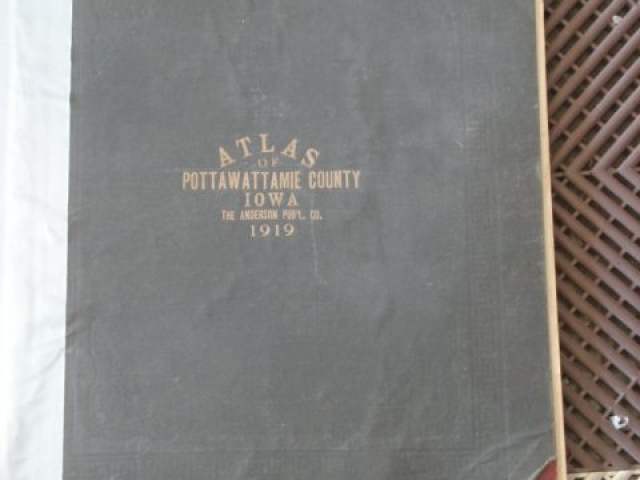 ATLAS
OF
POTTAWATTAMIE COUNTY
IOWA
THE ANDERSON PUB'L. CO.
1919